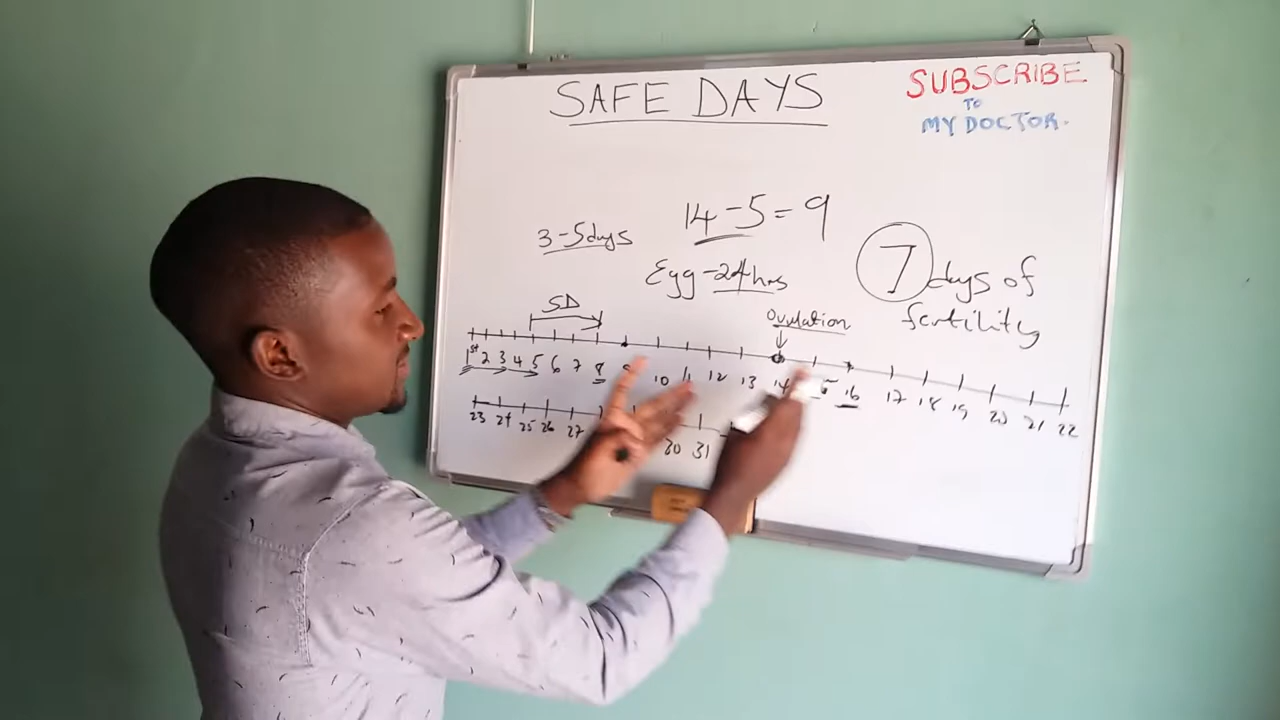 SAFE DAYS
SUBSCRIBE
TO
MY DOCTOR.
14-5=9
3-5days
Egg-24hrs
7 days of
fertility
SD
Ovulation
1st 2 3 4 5 6 7 8 9 10 11 12 13 14 15 16 17 18 19 20 21 22
23 24 25 26 27 30 31